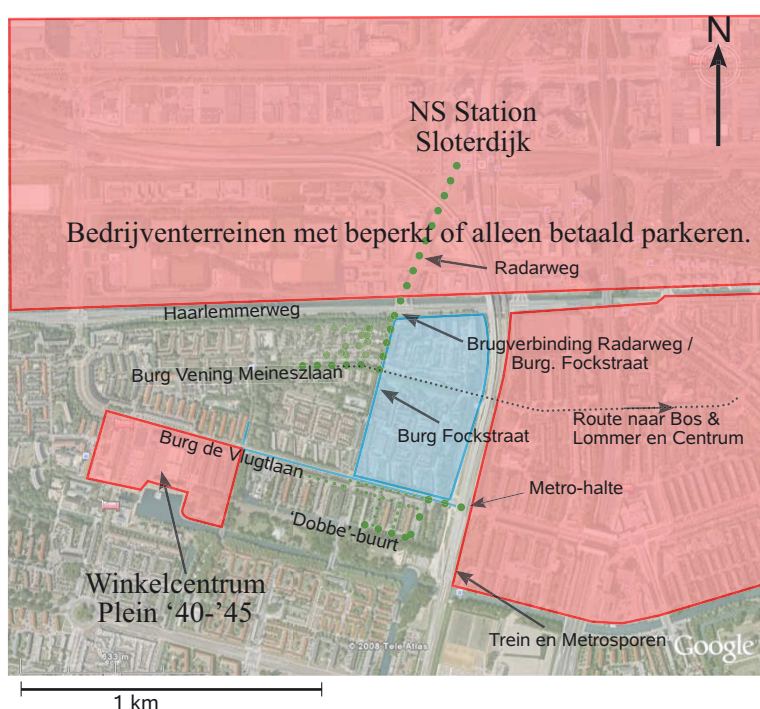 N
NS Station
Sloterdijk
Bedrijventerreinen met beperkt of alleen betaald parkeren.
Radarweg
Haarlemmerweg
Brugverbinding Radarweg /
Burg. Fockstraat
Burg Vening Meineszlaan
Route naar Bos &
Lommer en Centrum
Burg Fockstraat
Burg de Vlugtlaan
Metro-halte
'Dobbe'-buurt
Winkelcentrum
Plein '40-'45
Trein en Metrosporen
© 2008 Tele Atlas
Google
533 m
1 km